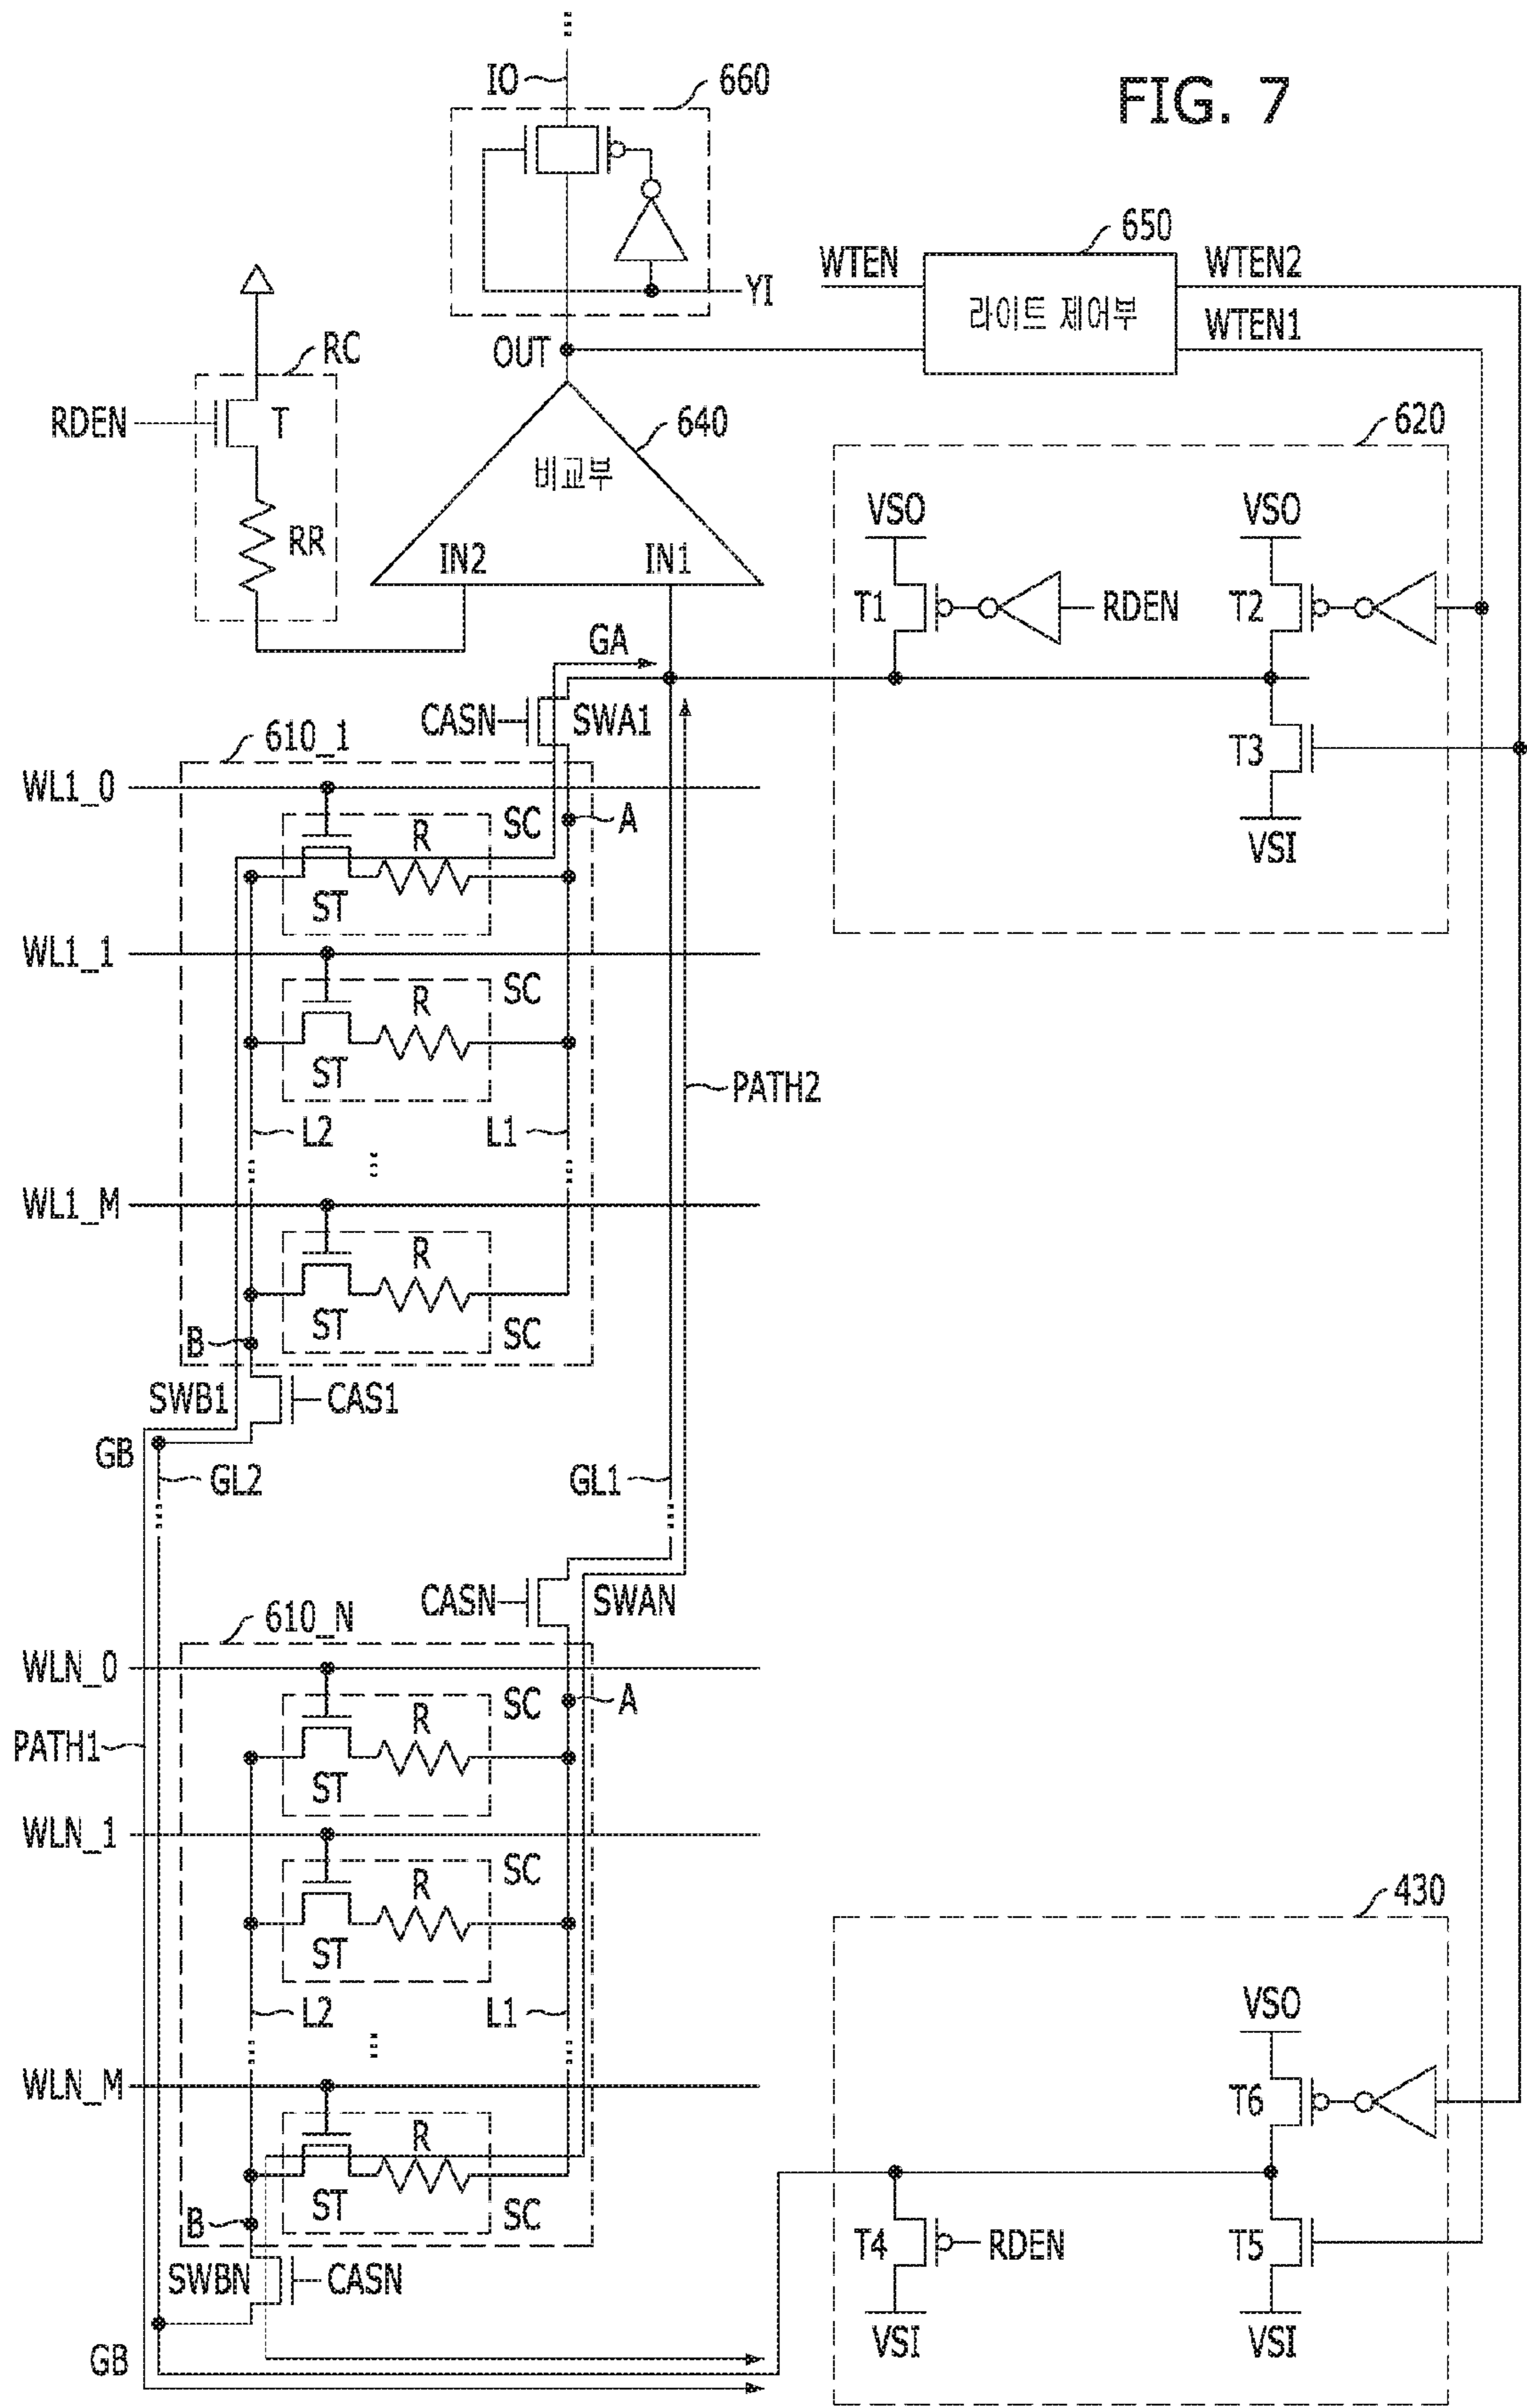 FIG. 7
IO
660
YI
650
WTEN
라이트 제어부
WTEN2
WTEN1
OUT
RC
RDEN
T
RR
640
비교부
IN2
IN1
620
VSO
VSO
T1
RDEN
T2
T3
VSI
GA
CASN
SWA1
610_1
WL1_0
SC
A
R
ST
WL1_1
SC
R
ST
PATH2
L2
L1
WL1_M
R
ST
SC
B
SWB1
CAS1
GB
GL2
GL1
CASN
SWAN
610_N
WLN_0
SC
A
R
PATH1
ST
WLN_1
SC
R
ST
430
L2
L1
VSO
WLN_M
T6
R
ST
SC
B
T4
RDEN
T5
SWBN
CASN
VSI
VSI
GB